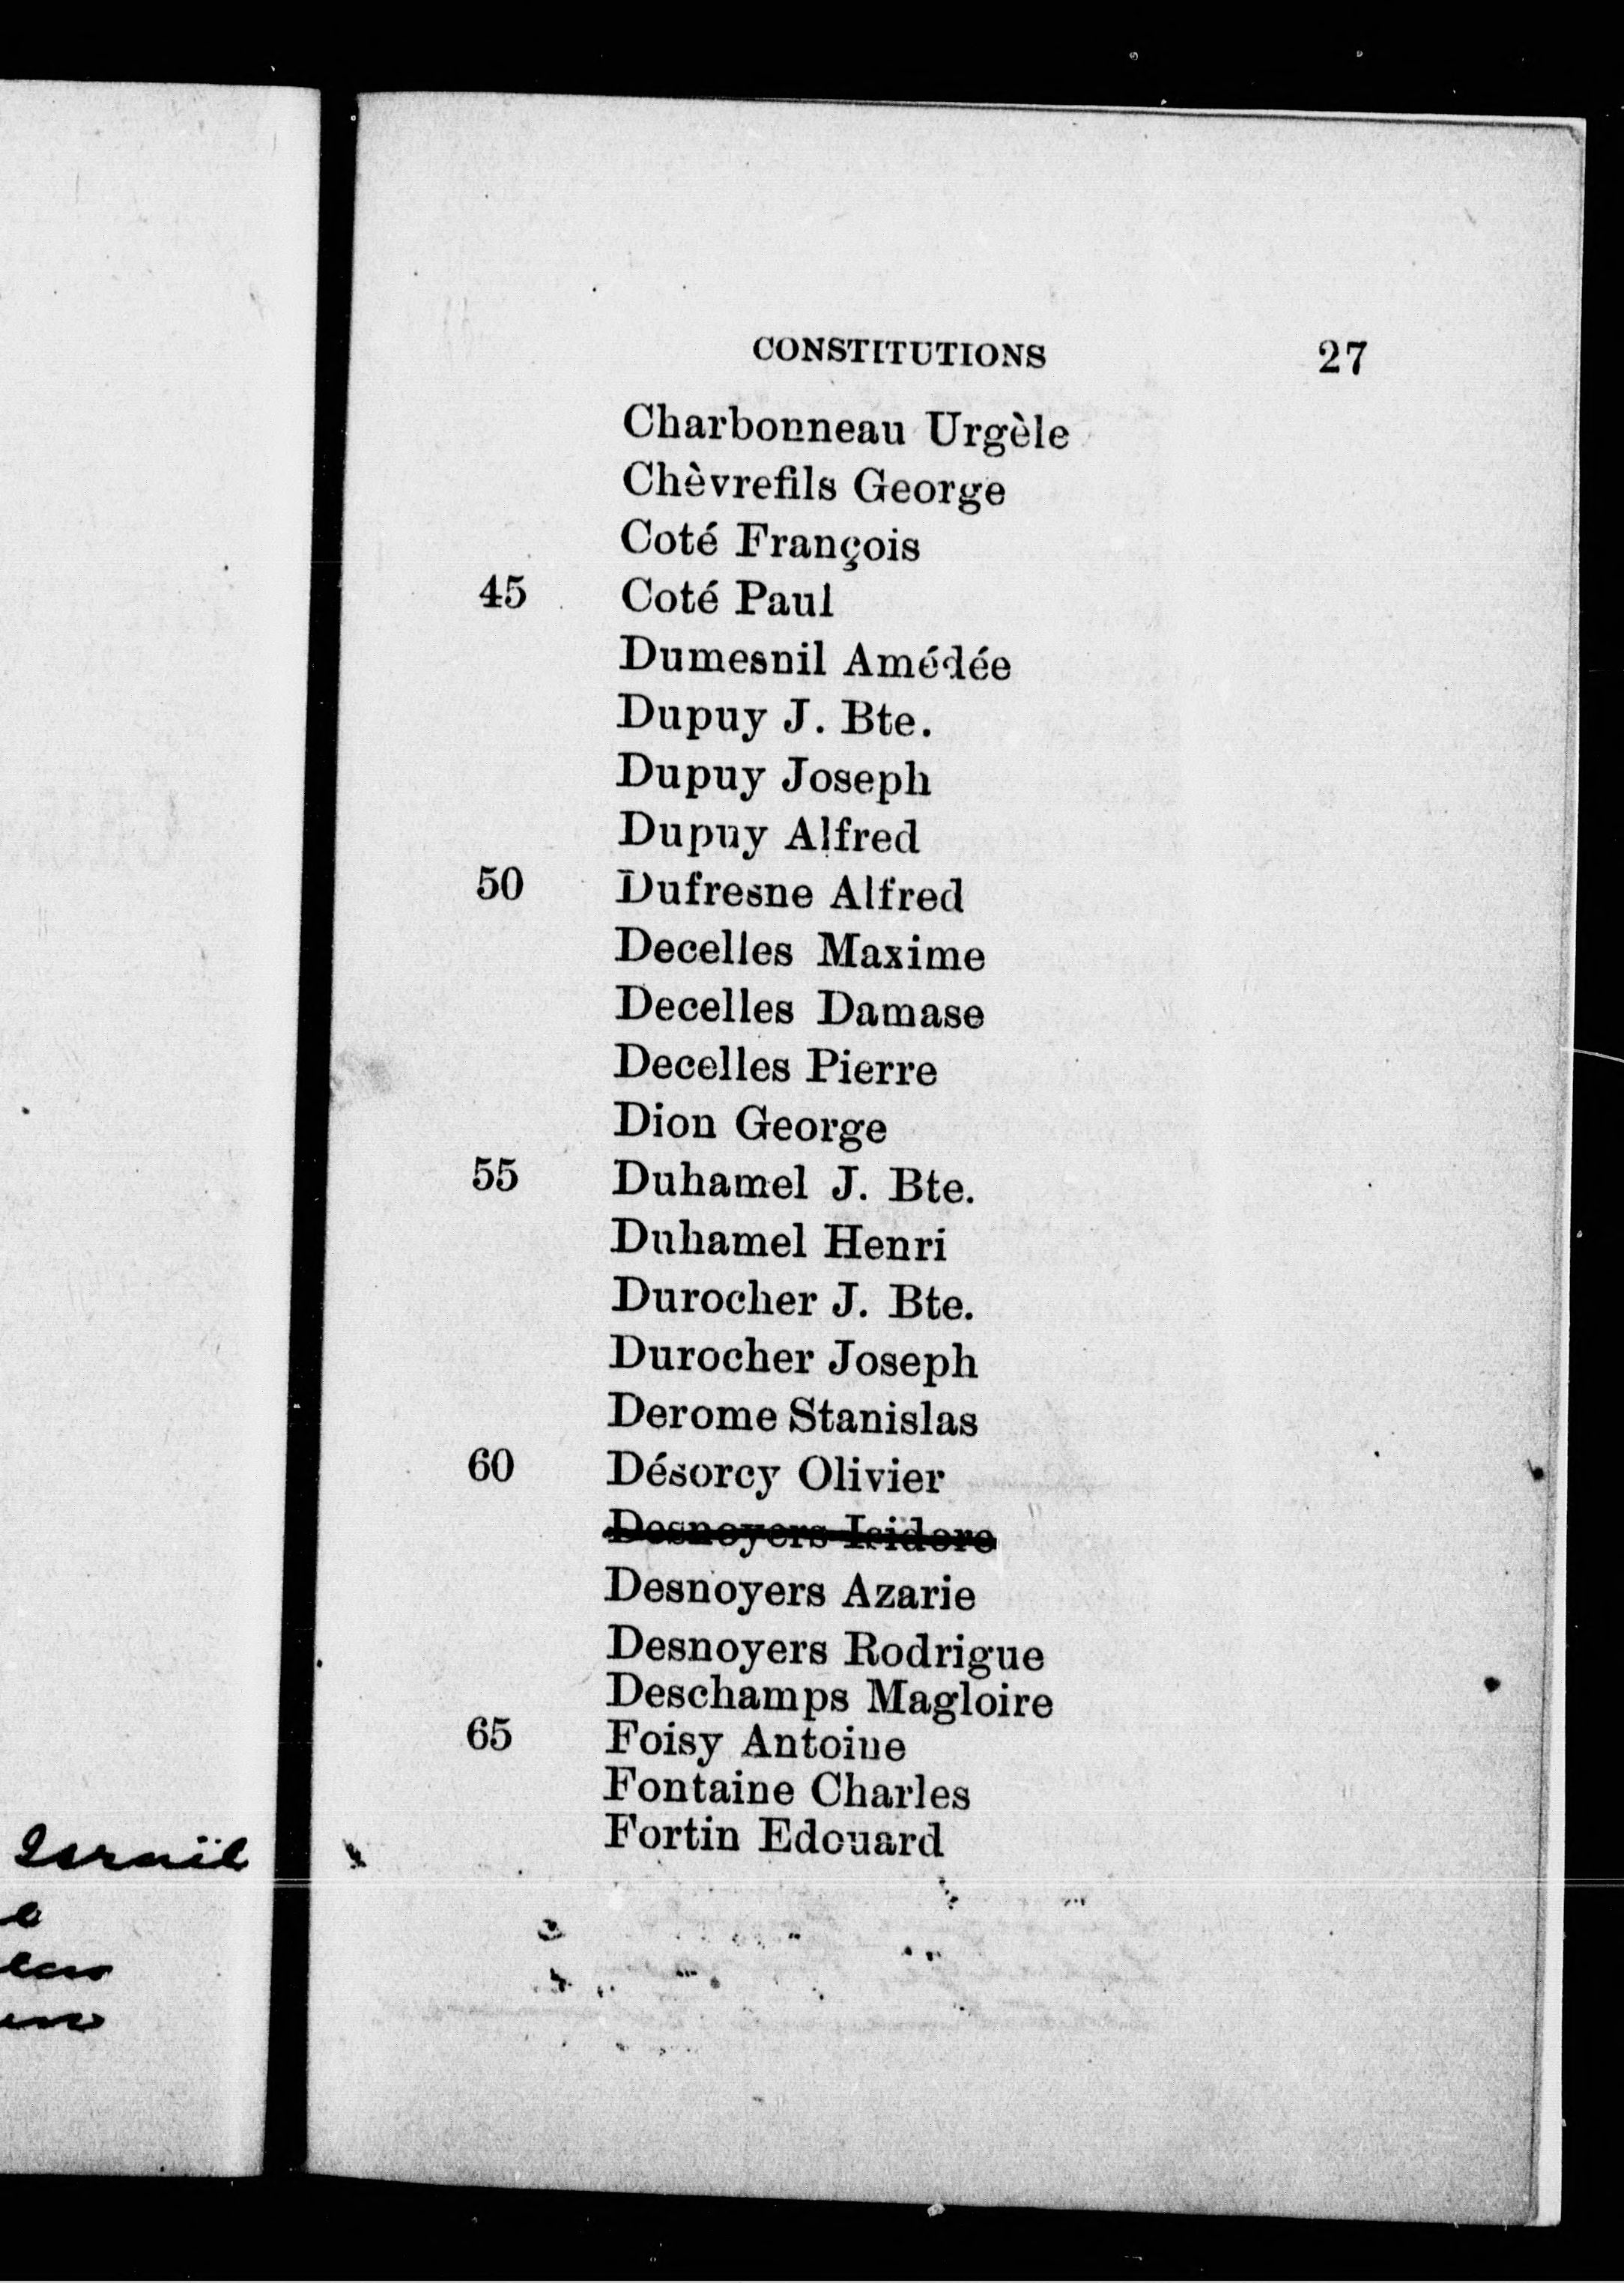 CONSTITUTIONS 27
Charbonneau Urgèle
Chèvrefils George
Coté François
45 Coté Paul
Dumesnil Amédée
Dupuy J. Bte.
Dupuy Joseph
Dupuy Alfred
50 Dufresne Alfred
Decelles Maxime
Decelles Damase
Decelles Pierre
Dion George
55 Duhamel J. Bte.
Duhamel Henri
Durocher J. Bte.
Durocher Joseph
Derome Stanislas
60 Désorcy Olivier
Desnoyers Isidore
Desnoyers Azarie
Desnoyers Rodrigue
Deschamps Magloire
65 Foisy Antoine
Fontaine Charles
Fortin Edouard